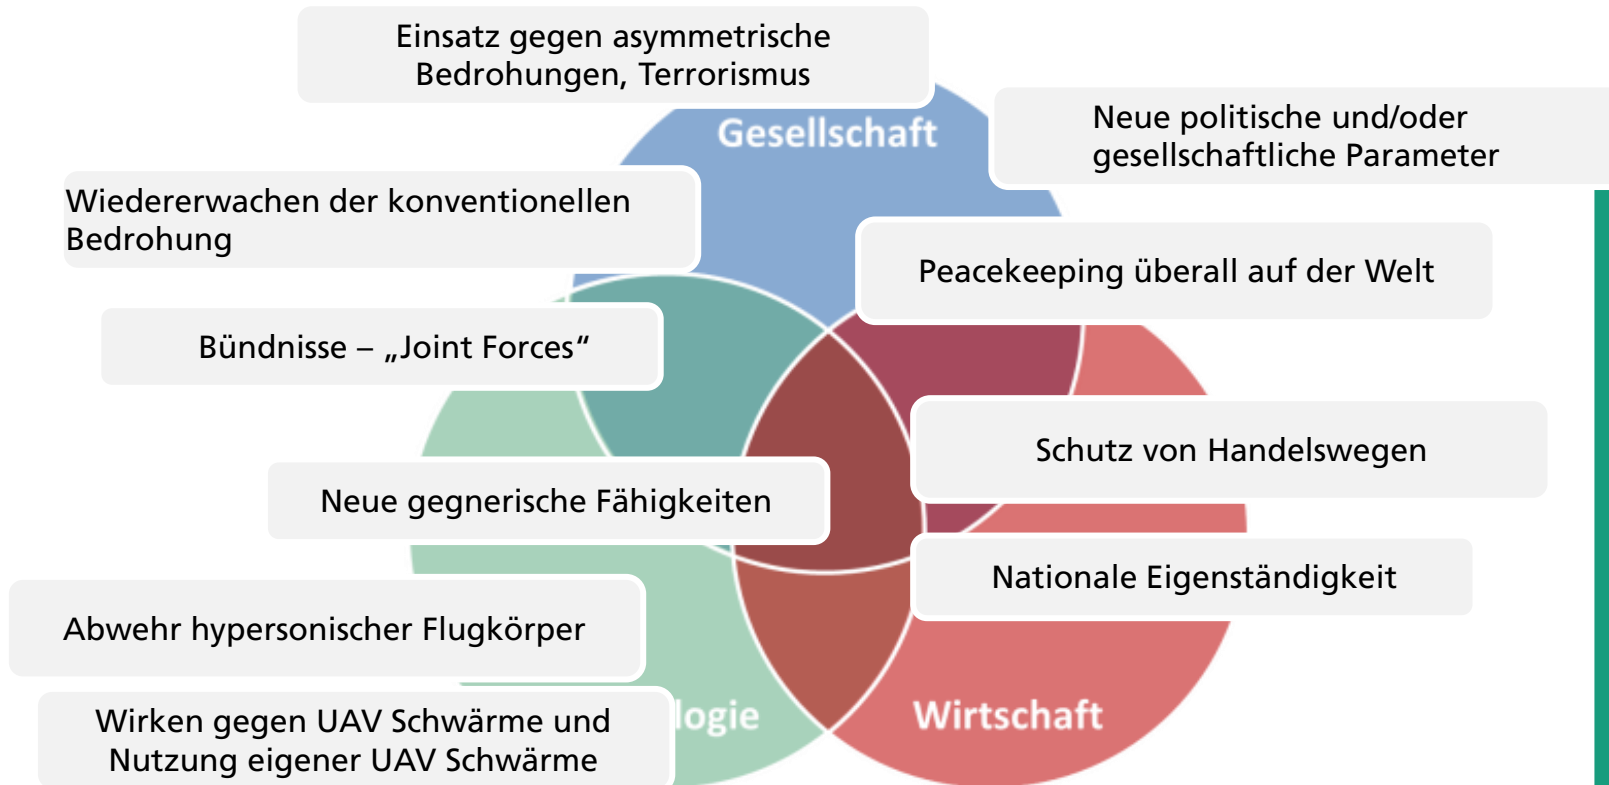 Einsatz gegen asymmetrische
Bedrohungen, Terrorismus
Gesellschaft
Neue politische und/oder
gesellschaftliche Parameter
Wiedererwachen der konventionellen
Bedrohung
Peacekeeping überall auf der Welt
Bündnisse – „Joint Forces“
Schutz von Handelswegen
Neue gegnerische Fähigkeiten
Nationale Eigenständigkeit
Abwehr hypersonischer Flugkörper
Wirken gegen UAV Schwärme und
Nutzung eigener UAV Schwärme
logie
Wirtschaft